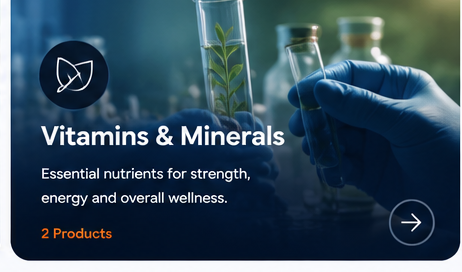 Vitamins & Minerals
Essential nutrients for strength,
energy and overall wellness.
2 Products